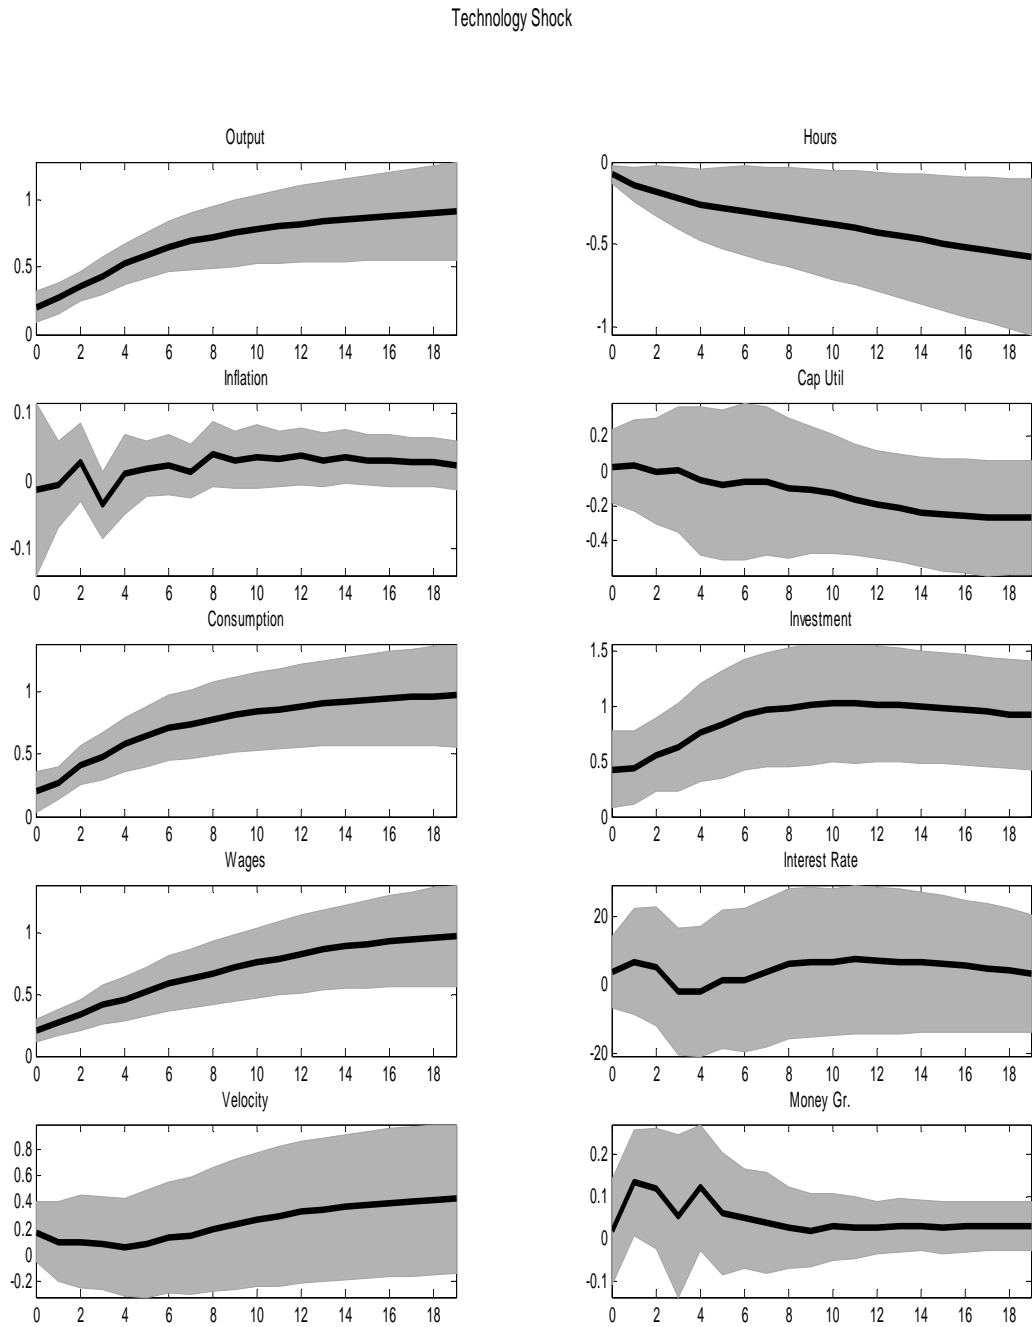 Technology Shock
Output
1
0.5
0
0 2 4 6 8 10 12 14 16 18
Hours
0
-0.5
-1
0 2 4 6 8 10 12 14 16 18
Inflation
0.1
0
-0.1
0 2 4 6 8 10 12 14 16 18
Cap Util
0.2
0
-0.2
-0.4
0 2 4 6 8 10 12 14 16 18
Consumption
1
0.5
0
0 2 4 6 8 10 12 14 16 18
Investment
1.5
1
0.5
0
0 2 4 6 8 10 12 14 16 18
Wages
1
0.5
0
0 2 4 6 8 10 12 14 16 18
Interest Rate
20
0
-20
0 2 4 6 8 10 12 14 16 18
Velocity
0.8
0.6
0.4
0.2
0
-0.2
0 2 4 6 8 10 12 14 16 18
Money Gr.
0.2
0.1
0
-0.1
0 2 4 6 8 10 12 14 16 18